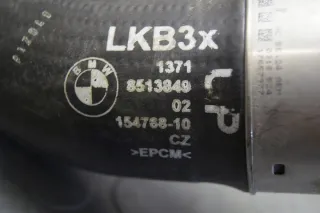 LKB3x
BMW
1371
8513849
02
154768-10
CZ
>EPCM<
LP